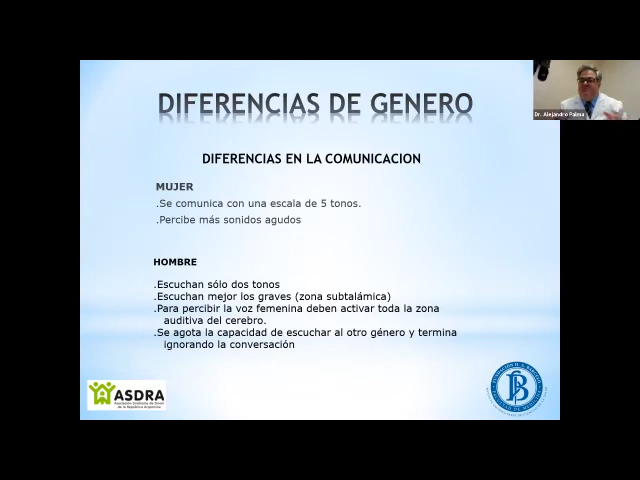 DIFERENCIAS DE GENERO
Dr. Alejandro Palma
DIFERENCIAS EN LA COMUNICACION
MUJER
.Se comunica con una escala de 5 tonos.
.Percibe más sonidos agudos
HOMBRE
.Escuchan sólo dos tonos
.Escuchan mejor los graves (zona subtalámica)
.Para percibir la voz femenina deben activar toda la zona
auditiva del cerebro.
.Se agota la capacidad de escuchar al otro género y termina
ignorando la conversación
ASDRA
Asociación Síndrome de Down
de la República Argentina